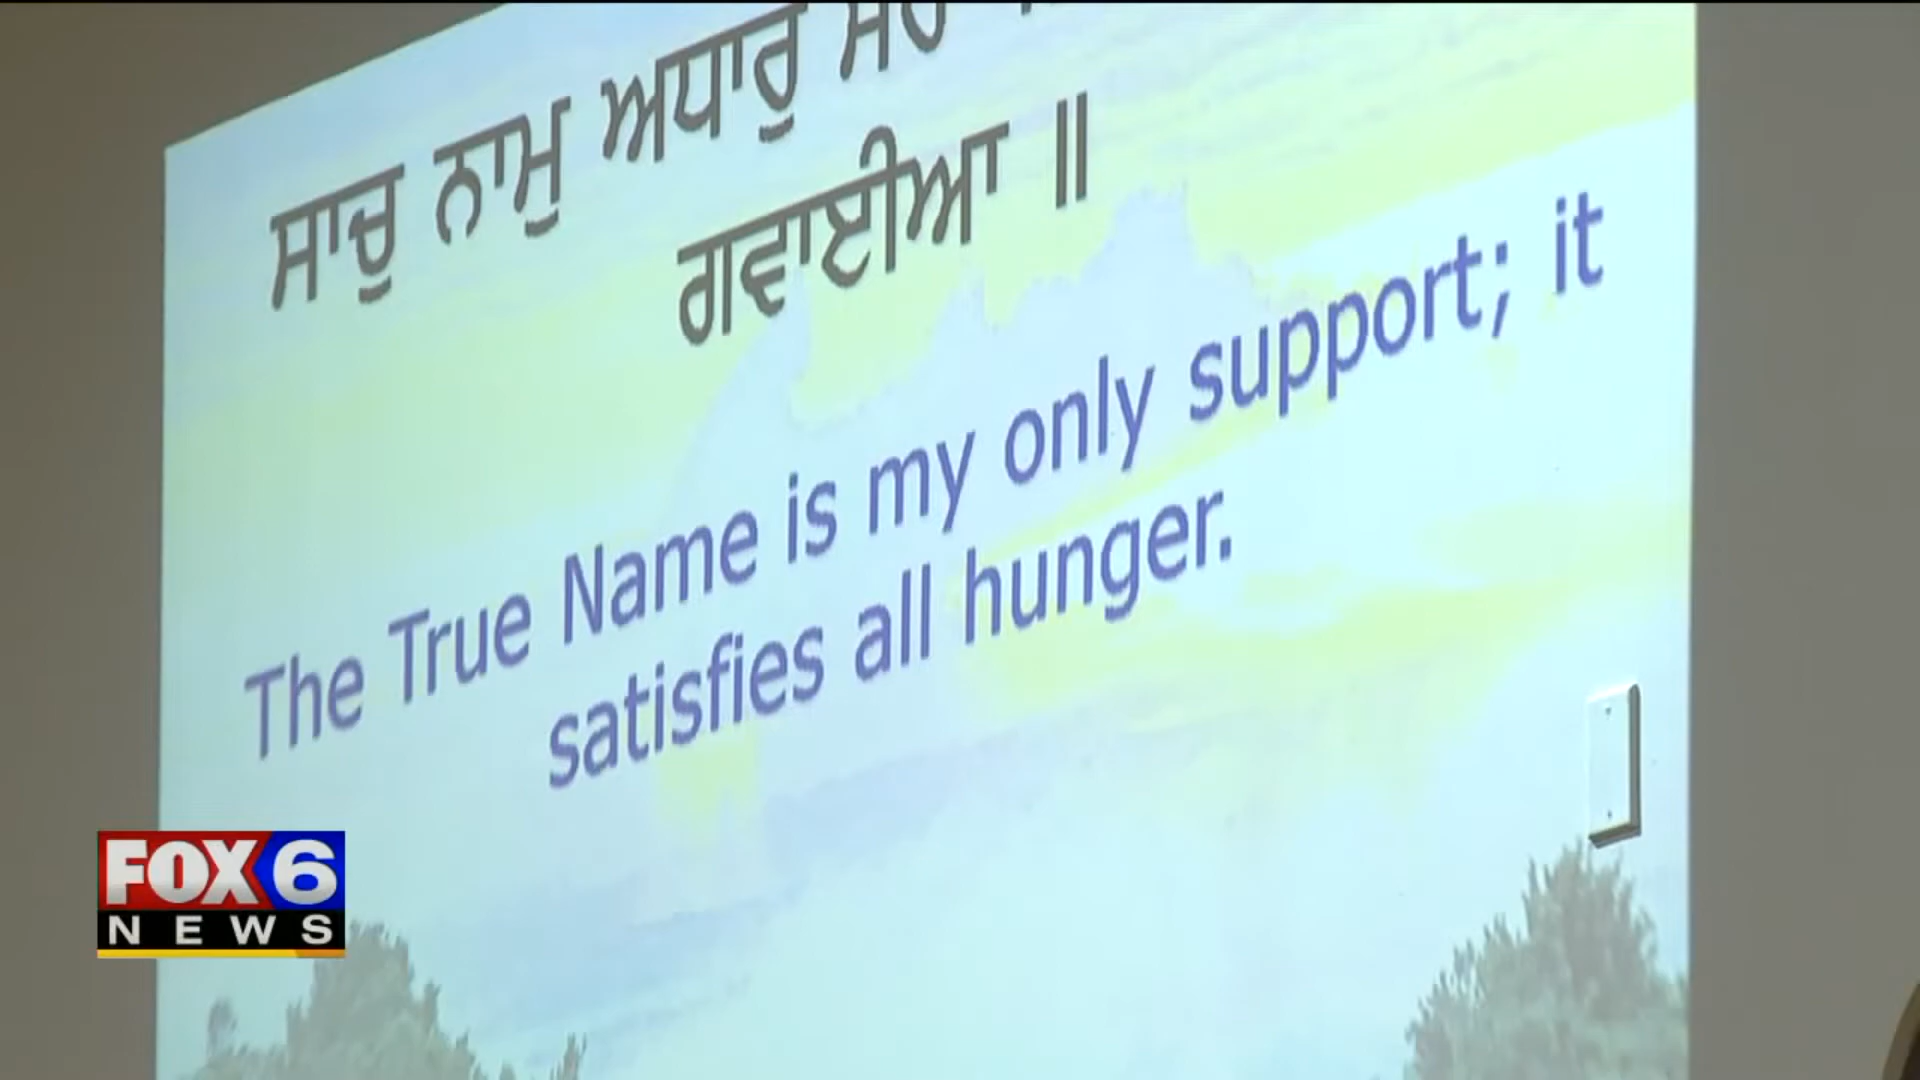 ਸਾਚੁ ਨਾਮੁ ਅਧਾਰੁ
ਗਵਾਈਆ ॥
The True Name is my only support; it
satisfies all hunger.
FOX 6
NEWS